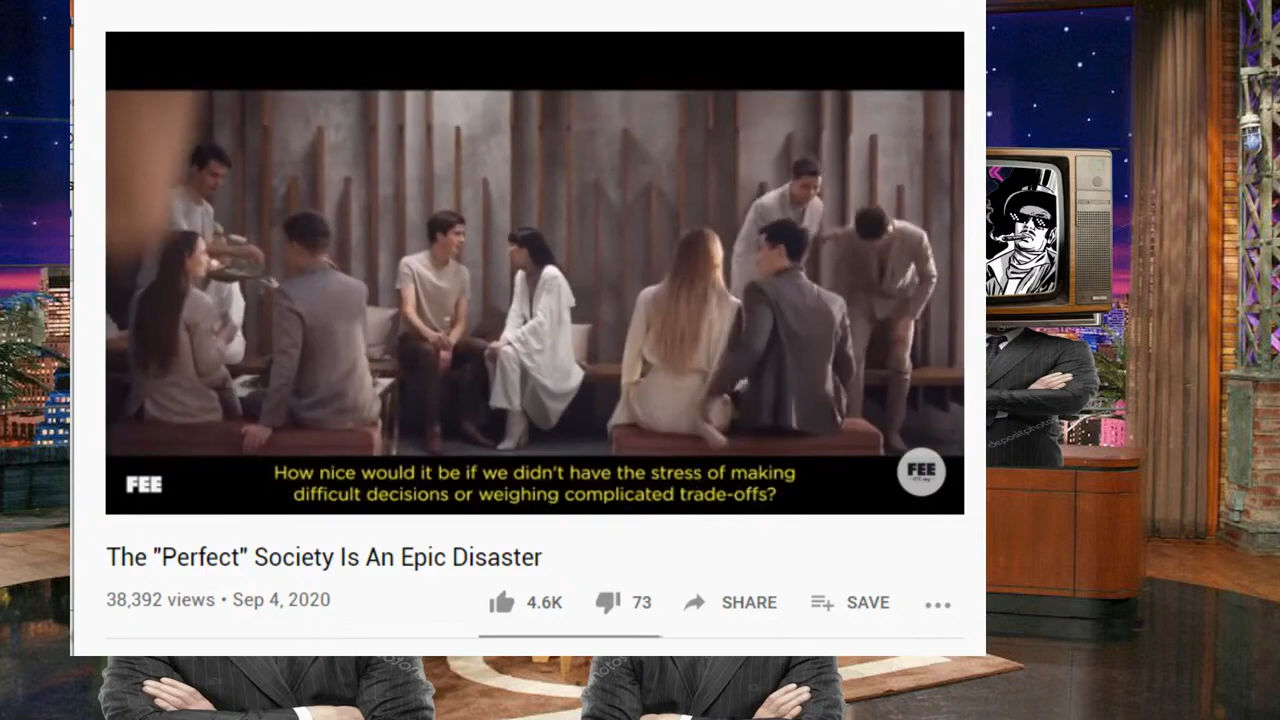 FEE
How nice would it be if we didn't have the stress of making
difficult decisions or weighing complicated trade-offs?
FEE
The "Perfect" Society Is An Epic Disaster
38,392 views • Sep 4, 2020
4.6K
73
SHARE
SAVE
depositphotos